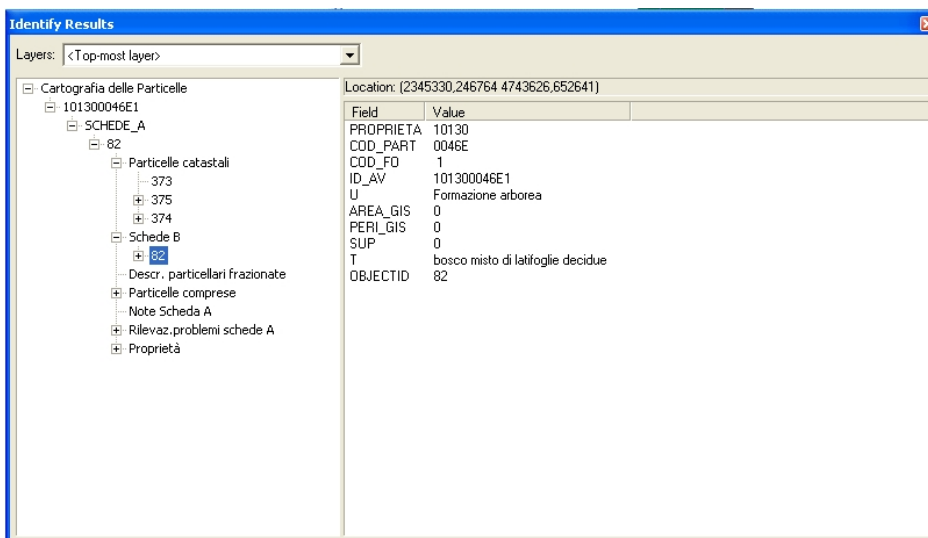 Identify Results
Layers: <Top-most layer>
Cartografia delle Particelle
101300046E1
SCHEDE_A
82
Particelle catastali
373
375
374
Schede B
82
Descr. particellari frazionate
Particelle comprese
Note Scheda A
Rilevaz.problemi schede A
Proprietà
Location: (2345330,246764 4743626,652641)
Field Value
PROPRIETA 10130
COD_PART 0046E
COD_FO 1
ID_AV 101300046E1
U Formazione arborea
AREA_GIS 0
PERI_GIS 0
SUP 0
T bosco misto di latifoglie decidue
OBJECTID 82